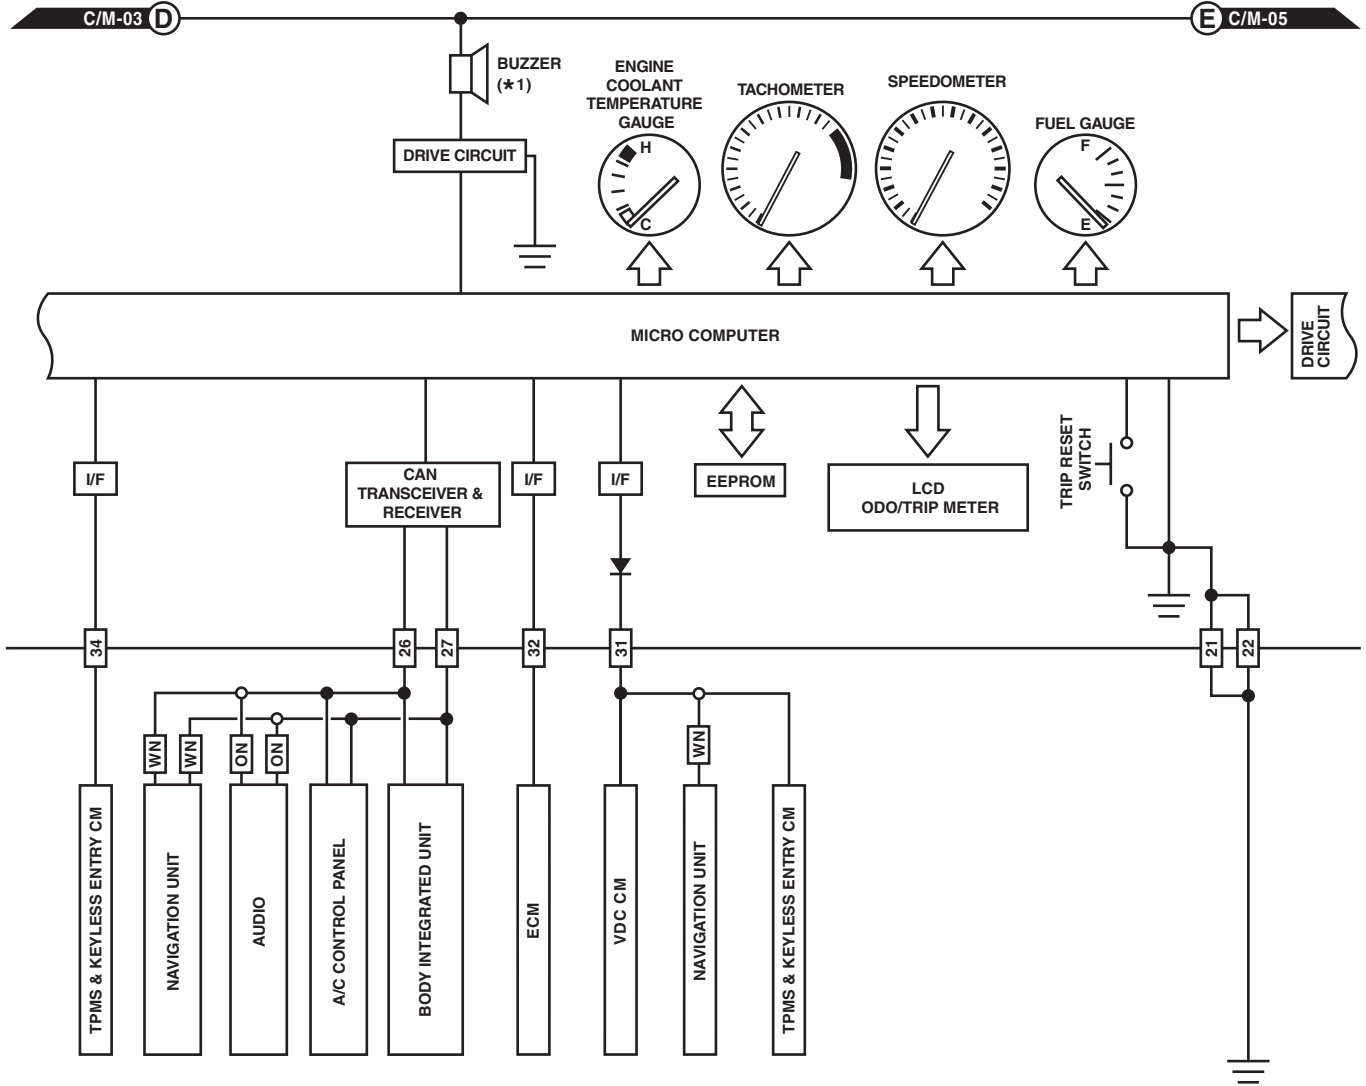 C/M-03 D
E C/M-05
BUZZER
(*1)
ENGINE
COOLANT
TEMPERATURE
GAUGE
TACHOMETER
SPEEDOMETER
FUEL GAUGE
H
C
F
E
DRIVE CIRCUIT
MICRO COMPUTER
DRIVE
CIRCUIT
I/F
CAN
TRANSCEIVER &
RECEIVER
I/F
I/F
EEPROM
LCD
ODO/TRIP METER
TRIP RESET
SWITCH
34
26
27
32
31
21
22
WN
WN
ON
ON
WN
TPMS & KEYLESS ENTRY CM
NAVIGATION UNIT
AUDIO
A/C CONTROL PANEL
BODY INTEGRATED UNIT
ECM
VDC CM
NAVIGATION UNIT
TPMS & KEYLESS ENTRY CM